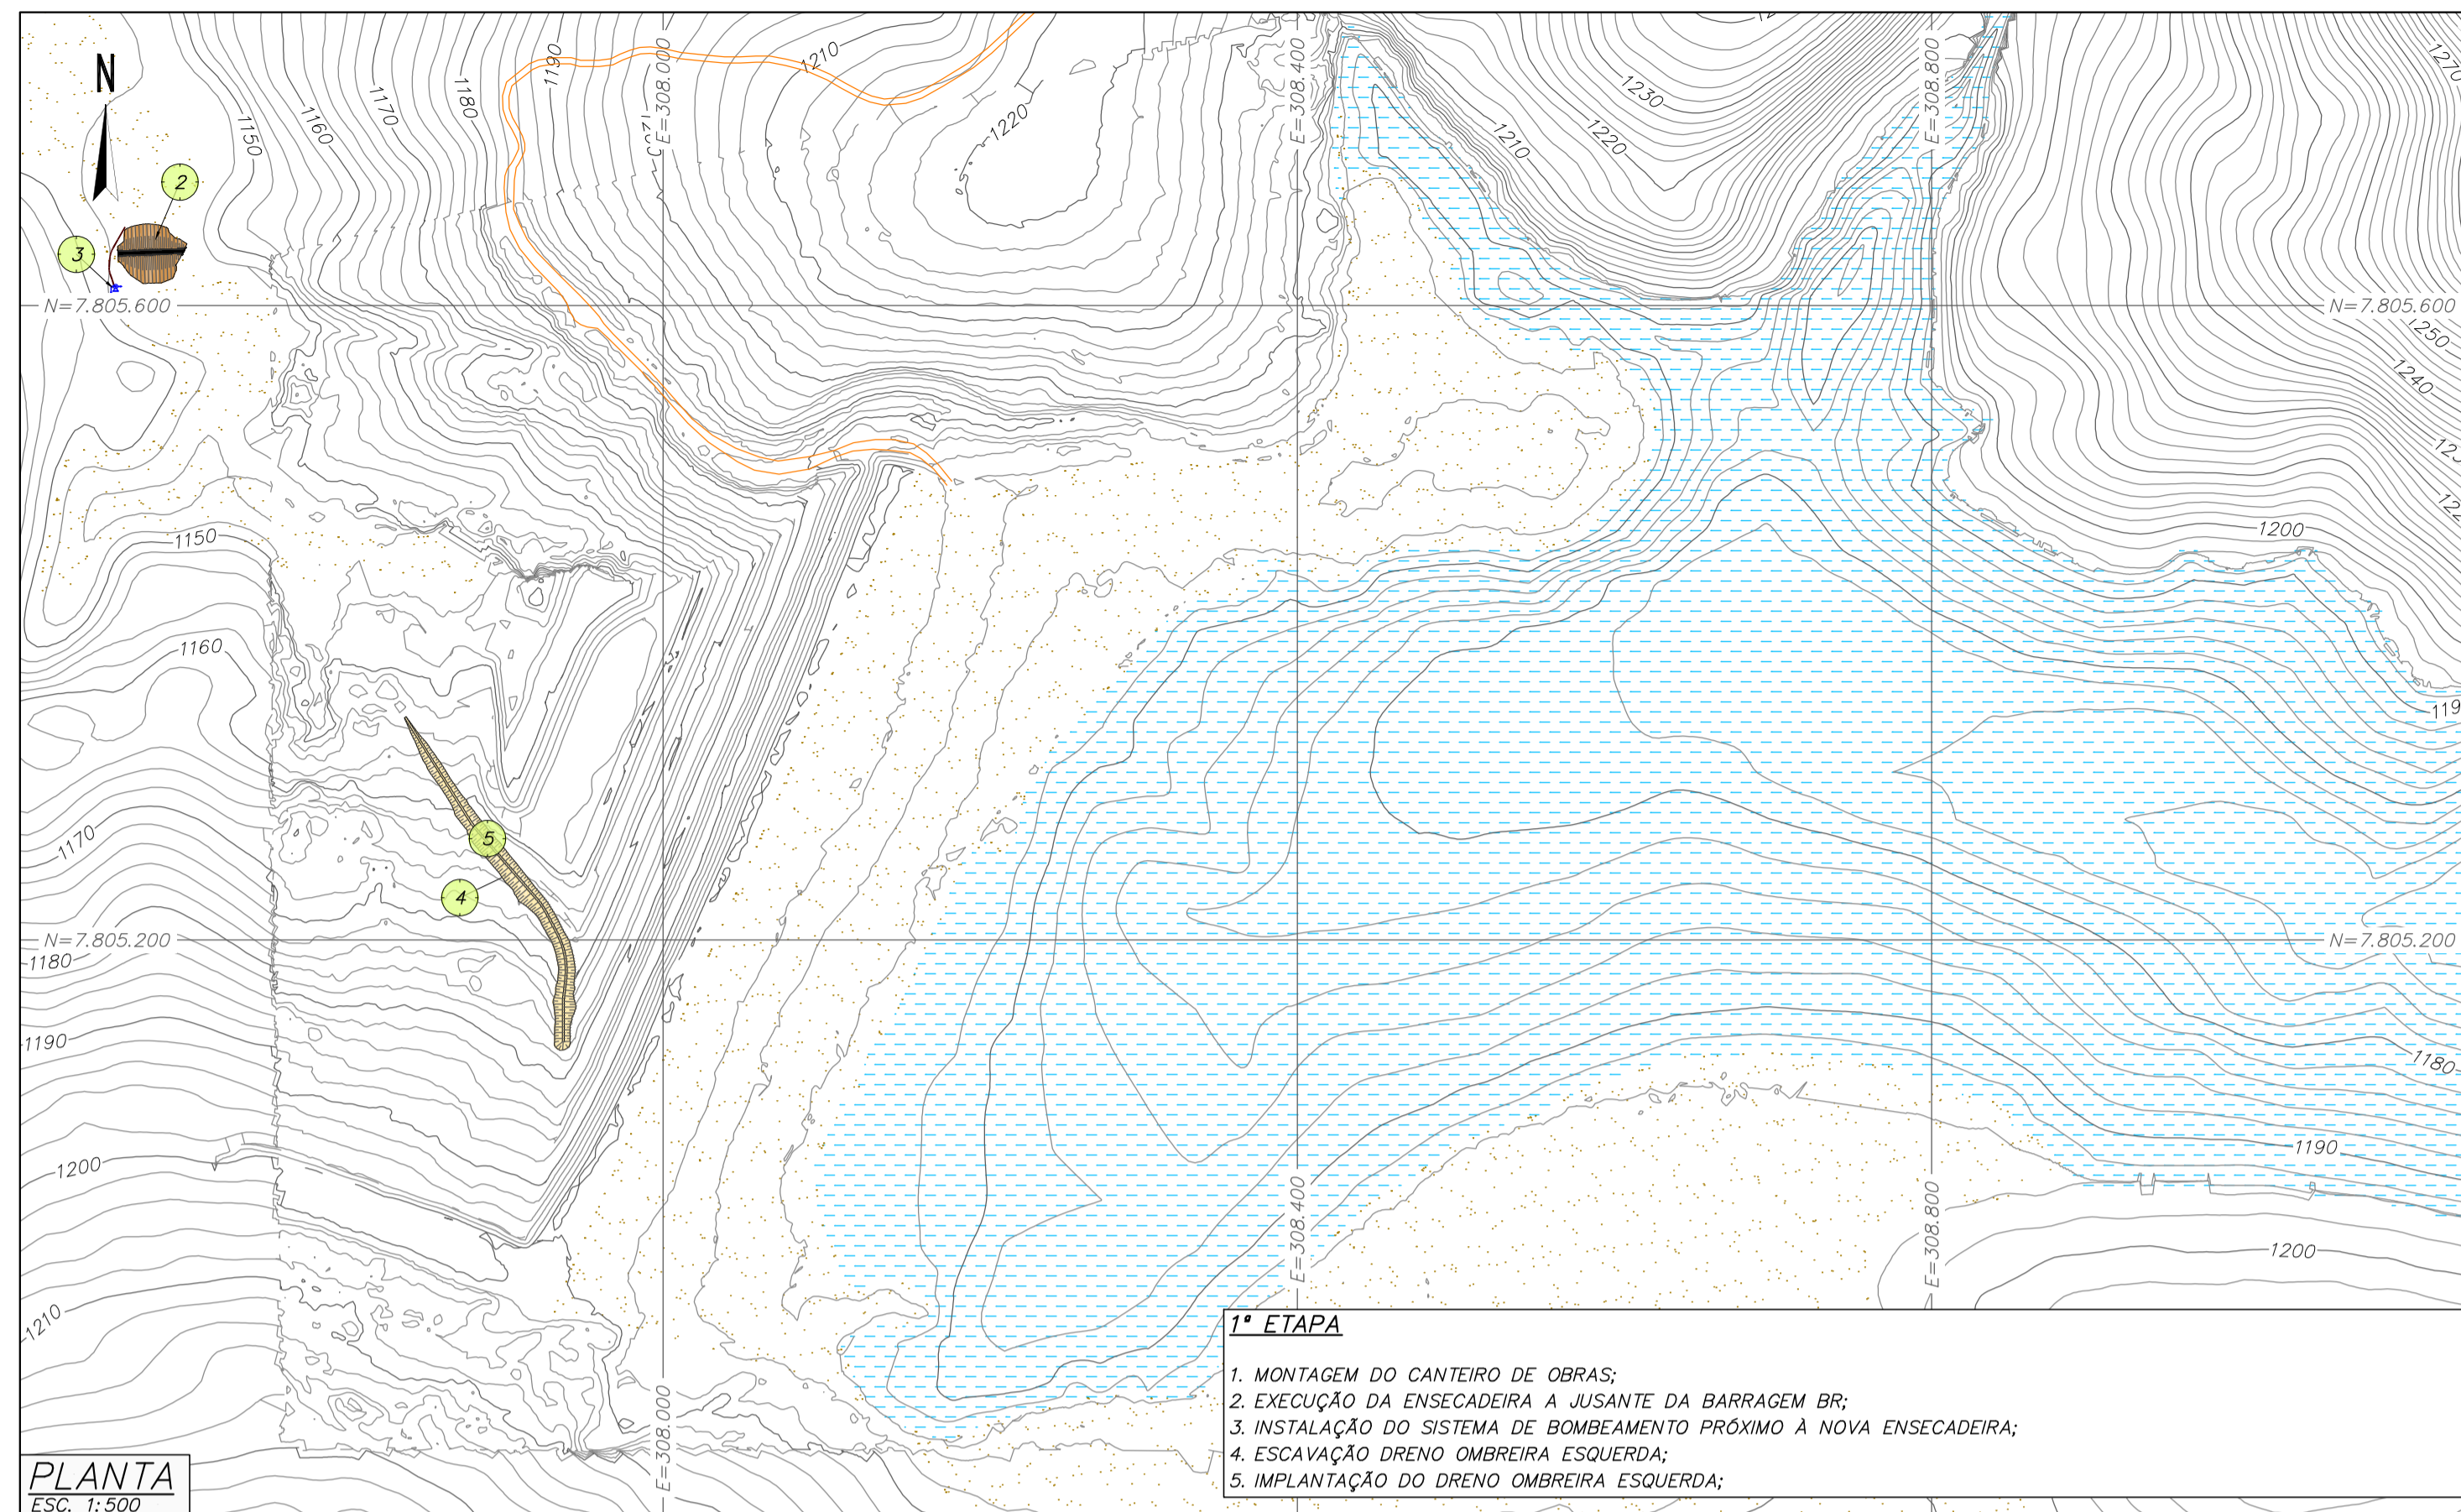 N
1190
1210
E=308.000
E=308.400
E=308.800
1270
1150
1160
1170
1180
1220
1230
1210
1220
2
3
N=7.805.600
N=7.805.600
1250
1240
1150
1200
1160
1170
5
4
N=7.805.200
N=7.805.200
1180
1190
1180
1200
1190
E=308.400
E=308.800
1200
1210
E=308.000
1ª ETAPA
1. MONTAGEM DO CANTEIRO DE OBRAS;
2. EXECUÇÃO DA ENSECADEIRA A JUSANTE DA BARRAGEM BR;
3. INSTALAÇÃO DO SISTEMA DE BOMBEAMENTO PRÓXIMO À NOVA ENSECADEIRA;
4. ESCAVAÇÃO DRENO OMBREIRA ESQUERDA;
5. IMPLANTAÇÃO DO DRENO OMBREIRA ESQUERDA;
PLANTA
ESC. 1:500